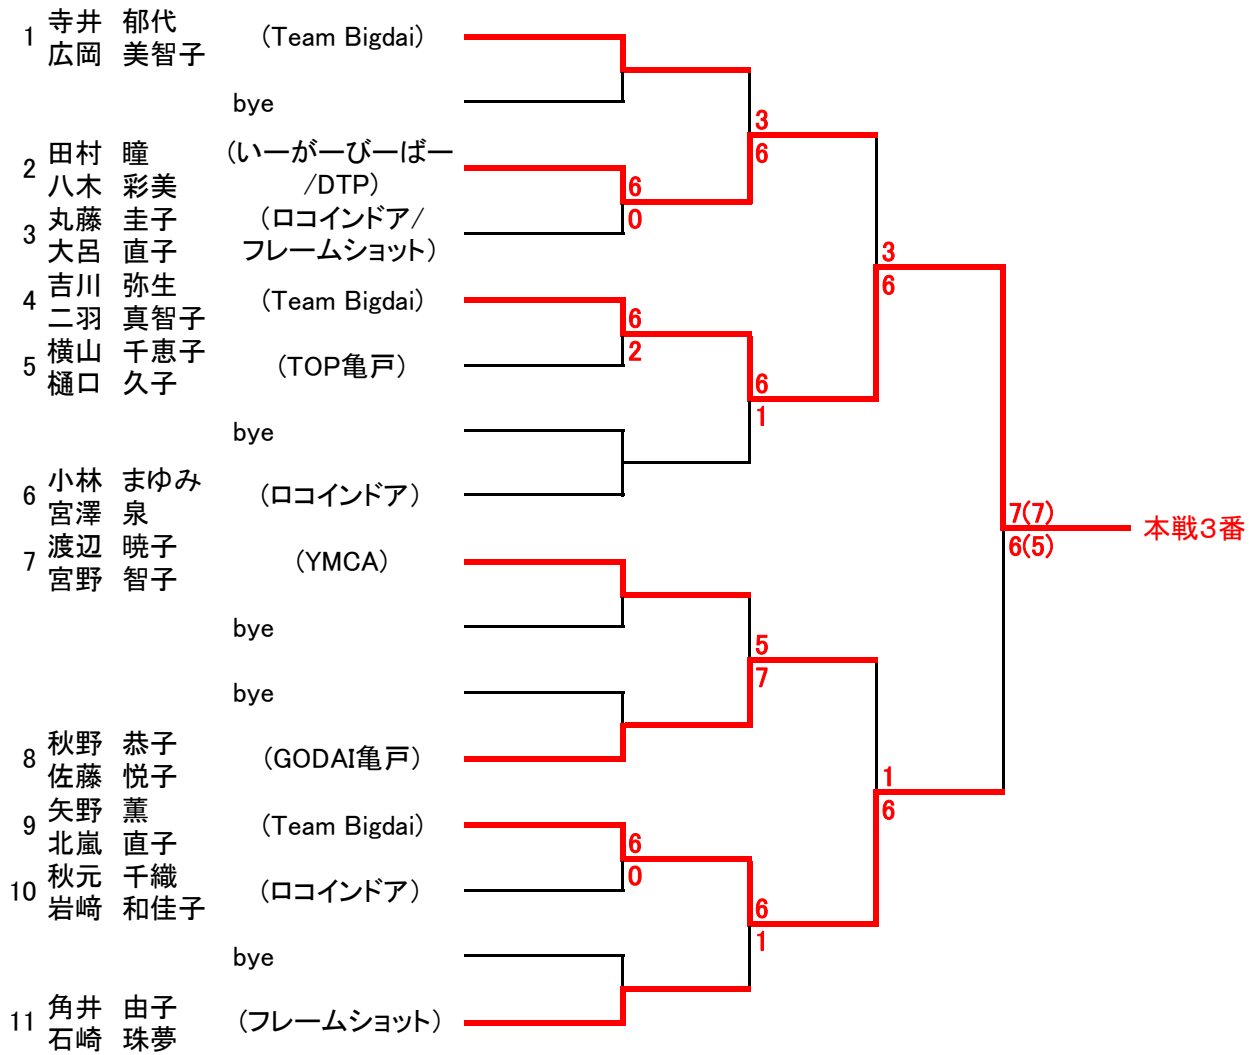 1 寺井 郁代 (Team Bigdai)
広岡 美智子
bye
3
6
2 田村 瞳 (いーがーびーばー
八木 彩美 /DTP)
6
0
3 丸藤 圭子 (ロコインドア/
大呂 直子 フレームショット)
3
6
4 吉川 弥生 (Team Bigdai)
二羽 真智子
6
2
5 横山 千恵子 (TOP亀戸)
樋口 久子
6
1
bye
6 小林 まゆみ (ロコインドア)
宮澤 泉
7(7)
6(5)
本戦3番
7 渡辺 暁子 (YMCA)
宮野 智子
bye
5
7
bye
8 秋野 恭子 (GODAI亀戸)
佐藤 悦子
1
6
9 矢野 薫 (Team Bigdai)
北嵐 直子
6
0
10 秋元 千織 (ロコインドア)
岩﨑 和佳子
6
1
bye
11 角井 由子 (フレームショット)
石崎 珠夢